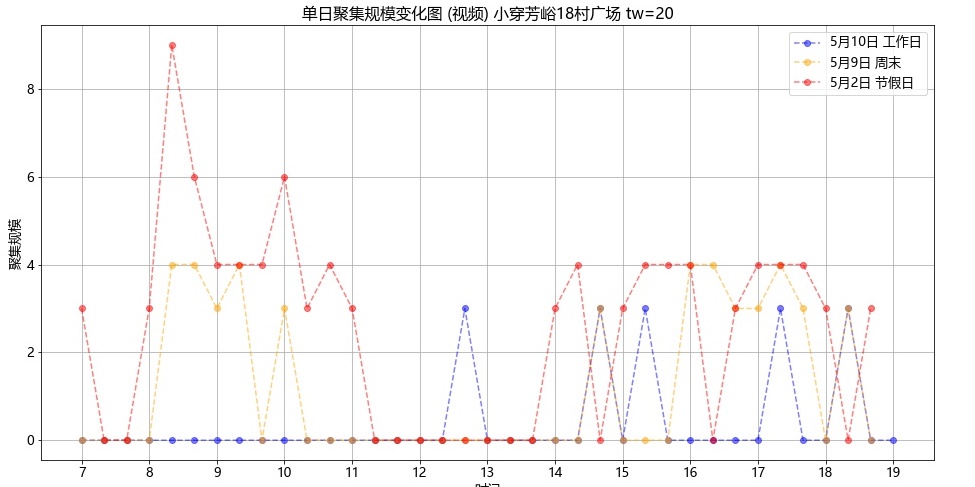 单日聚集规模变化图 (视频) 小穿芳峪18村广场 tw=20
5月10日 工作日
5月9日 周末
5月2日 节假日
聚集规模
8
6
4
2
0
7 8 9 10 11 12 13 14 15 16 17 18 19
时间